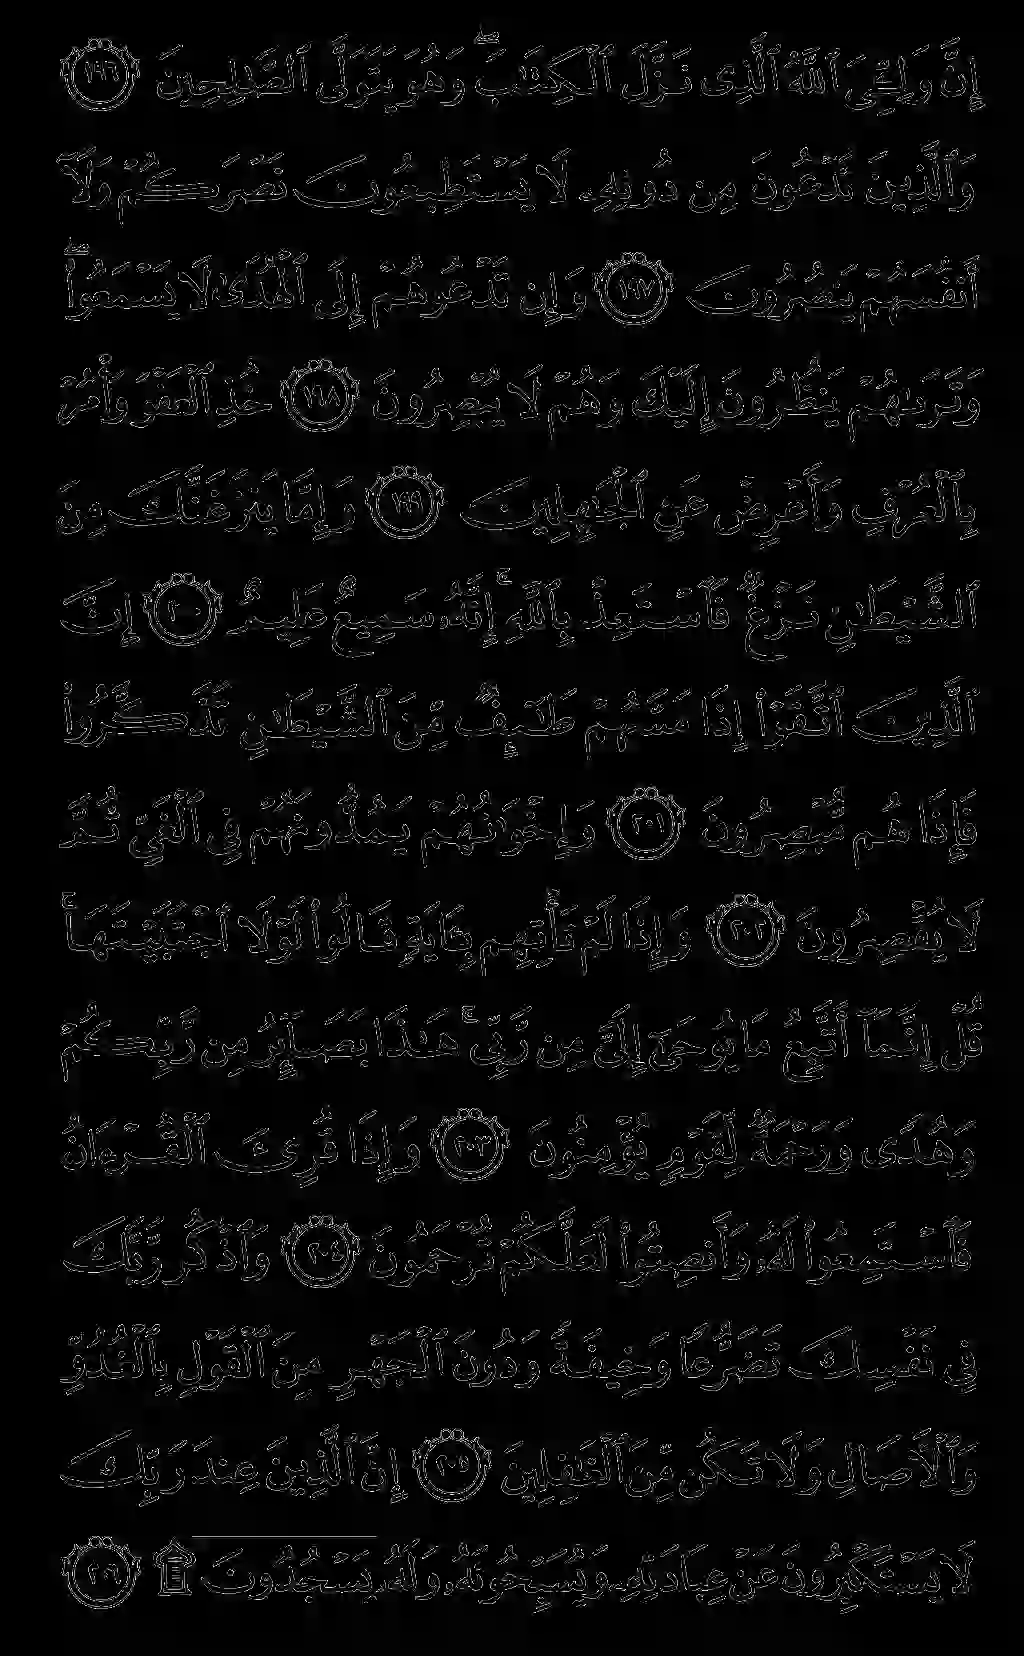 إِنَّ وَلِـِّۧيَ ٱللَّهُ ٱلَّذِى نَزَّلَ ٱلْكِتَـٰبَ ۖ وَهُوَ يَتَوَلَّى ٱلصَّـٰلِحِينَ ١٩٦
وَٱلَّذِينَ تَدْعُونَ مِن دُونِهِۦ لَا يَسْتَطِيعُونَ نَصْرَكُمْ وَلَآ
أَنفُسَهُمْ يَنصُرُونَ ١٩٧ وَإِن تَدْعُوهُمْ إِلَى ٱلْهُدَىٰ لَا يَسْمَعُوا۟ ۖ
وَتَرَىٰهُمْ يَنظُرُونَ إِلَيْكَ وَهُمْ لَا يُبْصِرُونَ ١٩٨ خُذِ ٱلْعَفْوَ وَأْمُرْ
بِٱلْعُرْفِ وَأَعْرِضْ عَنِ ٱلْجَـٰهِلِينَ ١٩٩ وَإِمَّا يَنزَغَنَّكَ مِنَ
ٱلشَّيْطَـٰنِ نَزْغٌ فَٱسْتَعِذْ بِٱللَّهِ ۚ إِنَّهُۥ سَمِيعٌ عَلِيمٌ ٢٠٠ إِنَّ
ٱلَّذِينَ ٱتَّقَوْا۟ إِذَا مَسَّهُمْ طَـٰٓئِفٌ مِّنَ ٱلشَّيْطَـٰنِ تَذَكَّرُوا۟
فَإِذَا هُم مُّبْصِرُونَ ٢٠١ وَإِخْوَٰنُهُمْ يَمُدُّونَهُمْ فِى ٱلْغَىِّ ثُمَّ
لَا يُقْصِرُونَ ٢٠٢ وَإِذَا لَمْ تَأْتِهِم بِـَٔايَةٍ قَالُوا۟ لَوْلَا ٱجْتَبَيْتَهَا ۚ
قُلْ إِنَّمَآ أَتَّبِعُ مَا يُوحَىٰٓ إِلَىَّ مِن رَّبِّى ۚ هَـٰذَا بَصَآئِرُ مِن رَّبِّكُمْ
وَهُدًى وَرَحْمَةٌ لِّقَوْمٍ يُؤْمِنُونَ ٢٠٣ وَإِذَا قُرِئَ ٱلْقُرْءَانُ
فَٱسْتَمِعُوا۟ لَهُۥ وَأَنصِتُوا۟ لَعَلَّكُمْ تُرْحَمُونَ ٢٠٤ وَٱذْكُر رَّبَّكَ
فِى نَفْسِكَ تَضَرُّعًا وَخِيفَةً وَدُونَ ٱلْجَهْرِ مِنَ ٱلْقَوْلِ بِٱلْغُدُوِّ
وَٱلْـَٔاصَالِ وَلَا تَكُن مِّنَ ٱلْغَـٰفِلِينَ ٢٠٥ إِنَّ ٱلَّذِينَ عِندَ رَبِّكَ
لَا يَسْتَكْبِرُونَ عَنْ عِبَادَتِهِۦ وَيُسَبِّحُونَهُۥ وَلَهُۥ يَسْجُدُونَ ۩ ٢٠٦